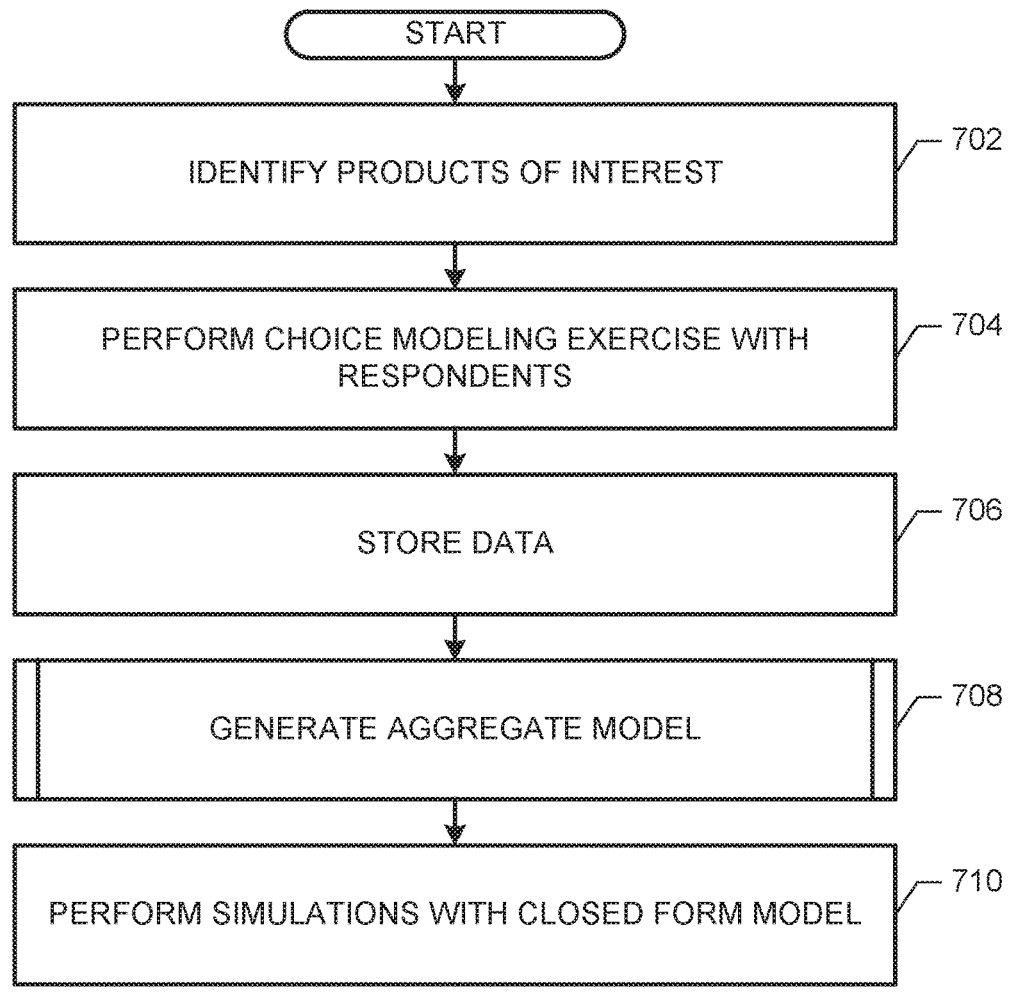 START
IDENTIFY PRODUCTS OF INTEREST
702
PERFORM CHOICE MODELING EXERCISE WITH
RESPONDENTS
704
STORE DATA
706
GENERATE AGGREGATE MODEL
708
PERFORM SIMULATIONS WITH CLOSED FORM MODEL
710